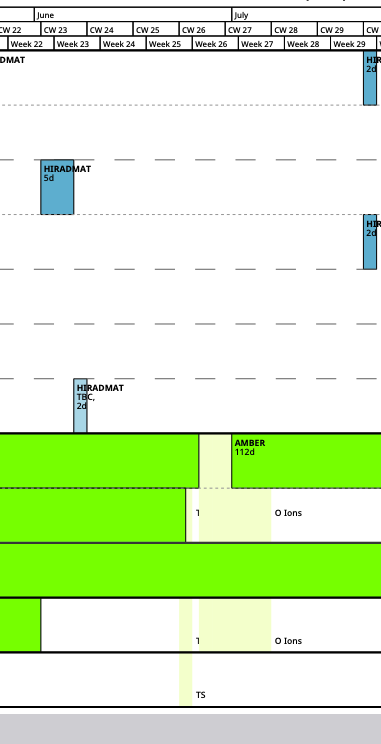 June July
CW 22 CW 23 CW 24 CW 25 CW 26 CW 27 CW 28 CW 29 CW
Week 22 Week 23 Week 24 Week 25 Week 26 Week 27 Week 28 Week 29
DMAT HIR
2d
HIRADMAT
5d
HIR
2d
HIRADMAT
TBC,
2d
AMBER
112d
T O Ions
T O Ions
TS